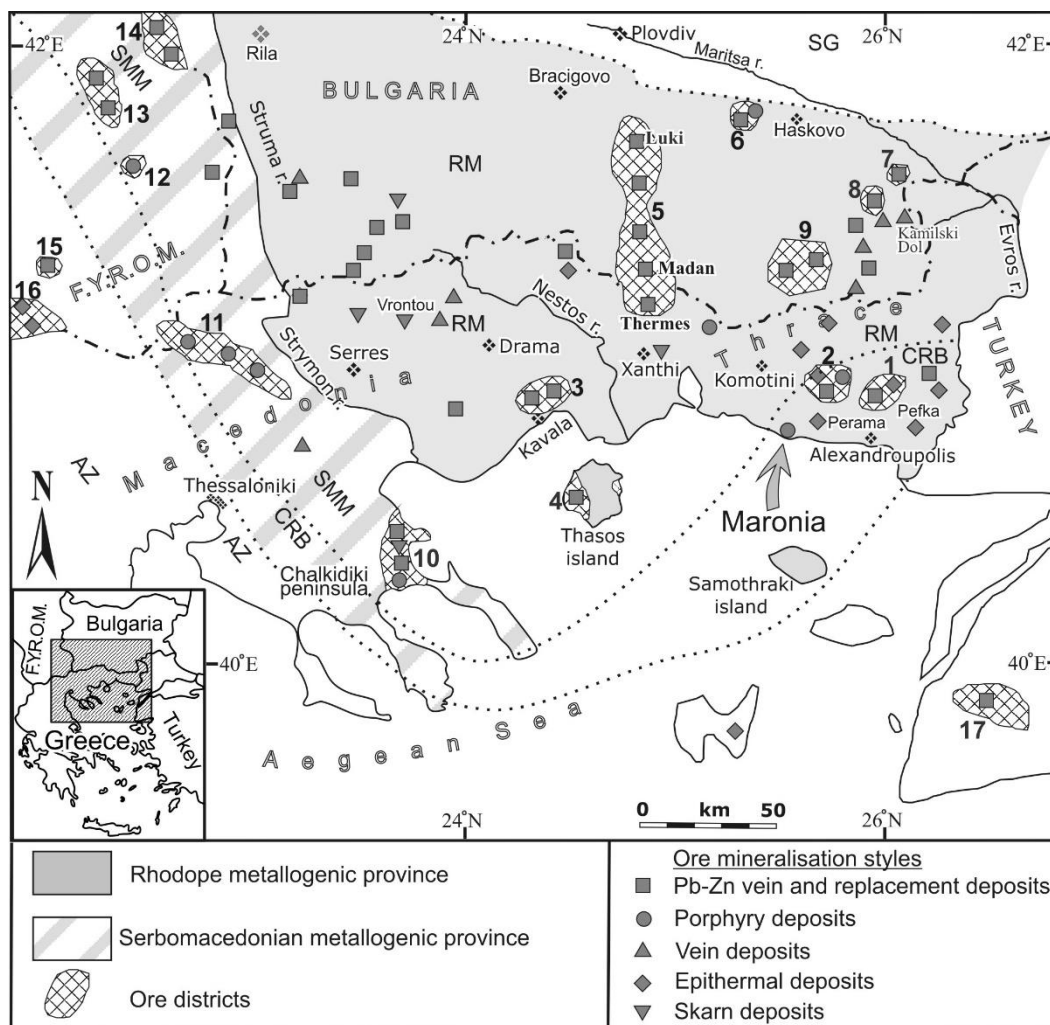 14
42°E
SMM
Rila
24°N
Plovdiv
Maritsa r.
SG
26°N
42°E
BULGARIA
Bracigovo
13
Struma r.
RM
Luki
6
Haskovo
12
7
8
5
9
Kamilski
Dol
Evros r.
15
F.Y.R.O.M.
16
Madan
Vrontou
RM
Nestos r.
Thermes
Thrace
RM
11
Strymon r.
Serres
Drama
Xanthi
Komotini
CRB
TURKEY
2
1
3
Macedonia
Kavala
Perama
Pefka
Alexandroupolis
AZ
N
Thessaloniki
SMM
CRB
AZ
4
Thasos
island
Maronia
10
Chalkidiki
peninsula
Samothraki
island
F.Y.R.O.M.
Bulgaria
40°E
40°E
Greece
Turkey
17
Aegean Sea
0 km 50
24°N
26°N
Rhodope metallogenic province
Serbomacedonian metallogenic province
Ore districts
Ore mineralisation styles
Pb-Zn vein and replacement deposits
Porphyry deposits
Vein deposits
Epithermal deposits
Skarn deposits